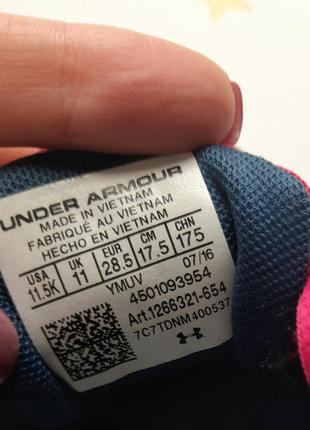 UNDER ARMOUR
MADE IN VIETNAM
FABRIQUÉ AU VIETNAM
HECHO EN VIETNAM
USA UK EUR CM CHN
11.5K 11 28.5 17.5 175
YMUV 07/16
4501093954
Art.1266321-654
7C7TDNM400537